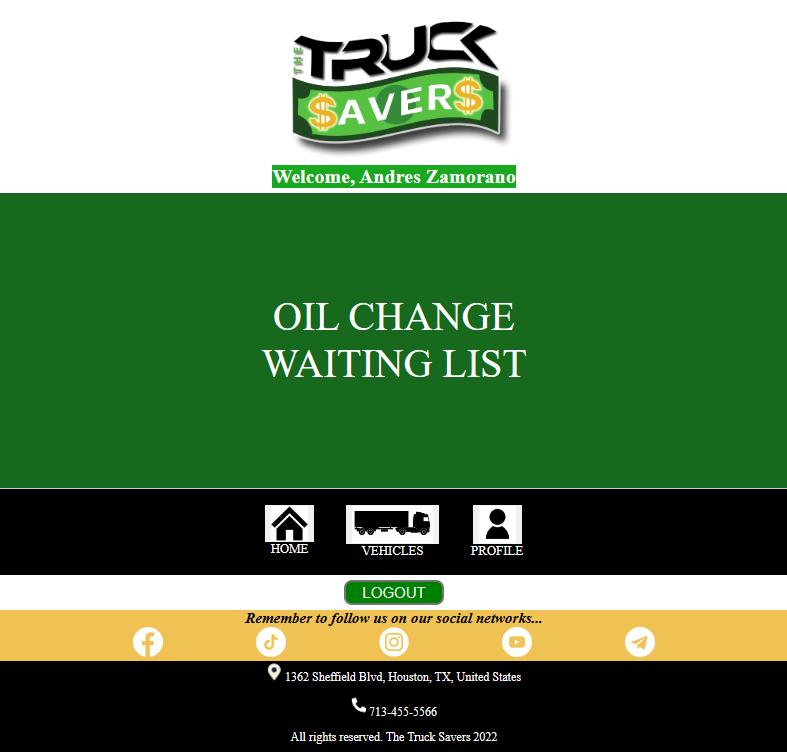 THE TRUCK
$AVER$
Welcome, Andres Zamorano
OIL CHANGE
WAITING LIST
HOME VEHICLES PROFILE
LOGOUT
Remember to follow us on our social networks...
1362 Sheffield Blvd, Houston, TX, United States
713-455-5566
All rights reserved. The Truck Savers 2022